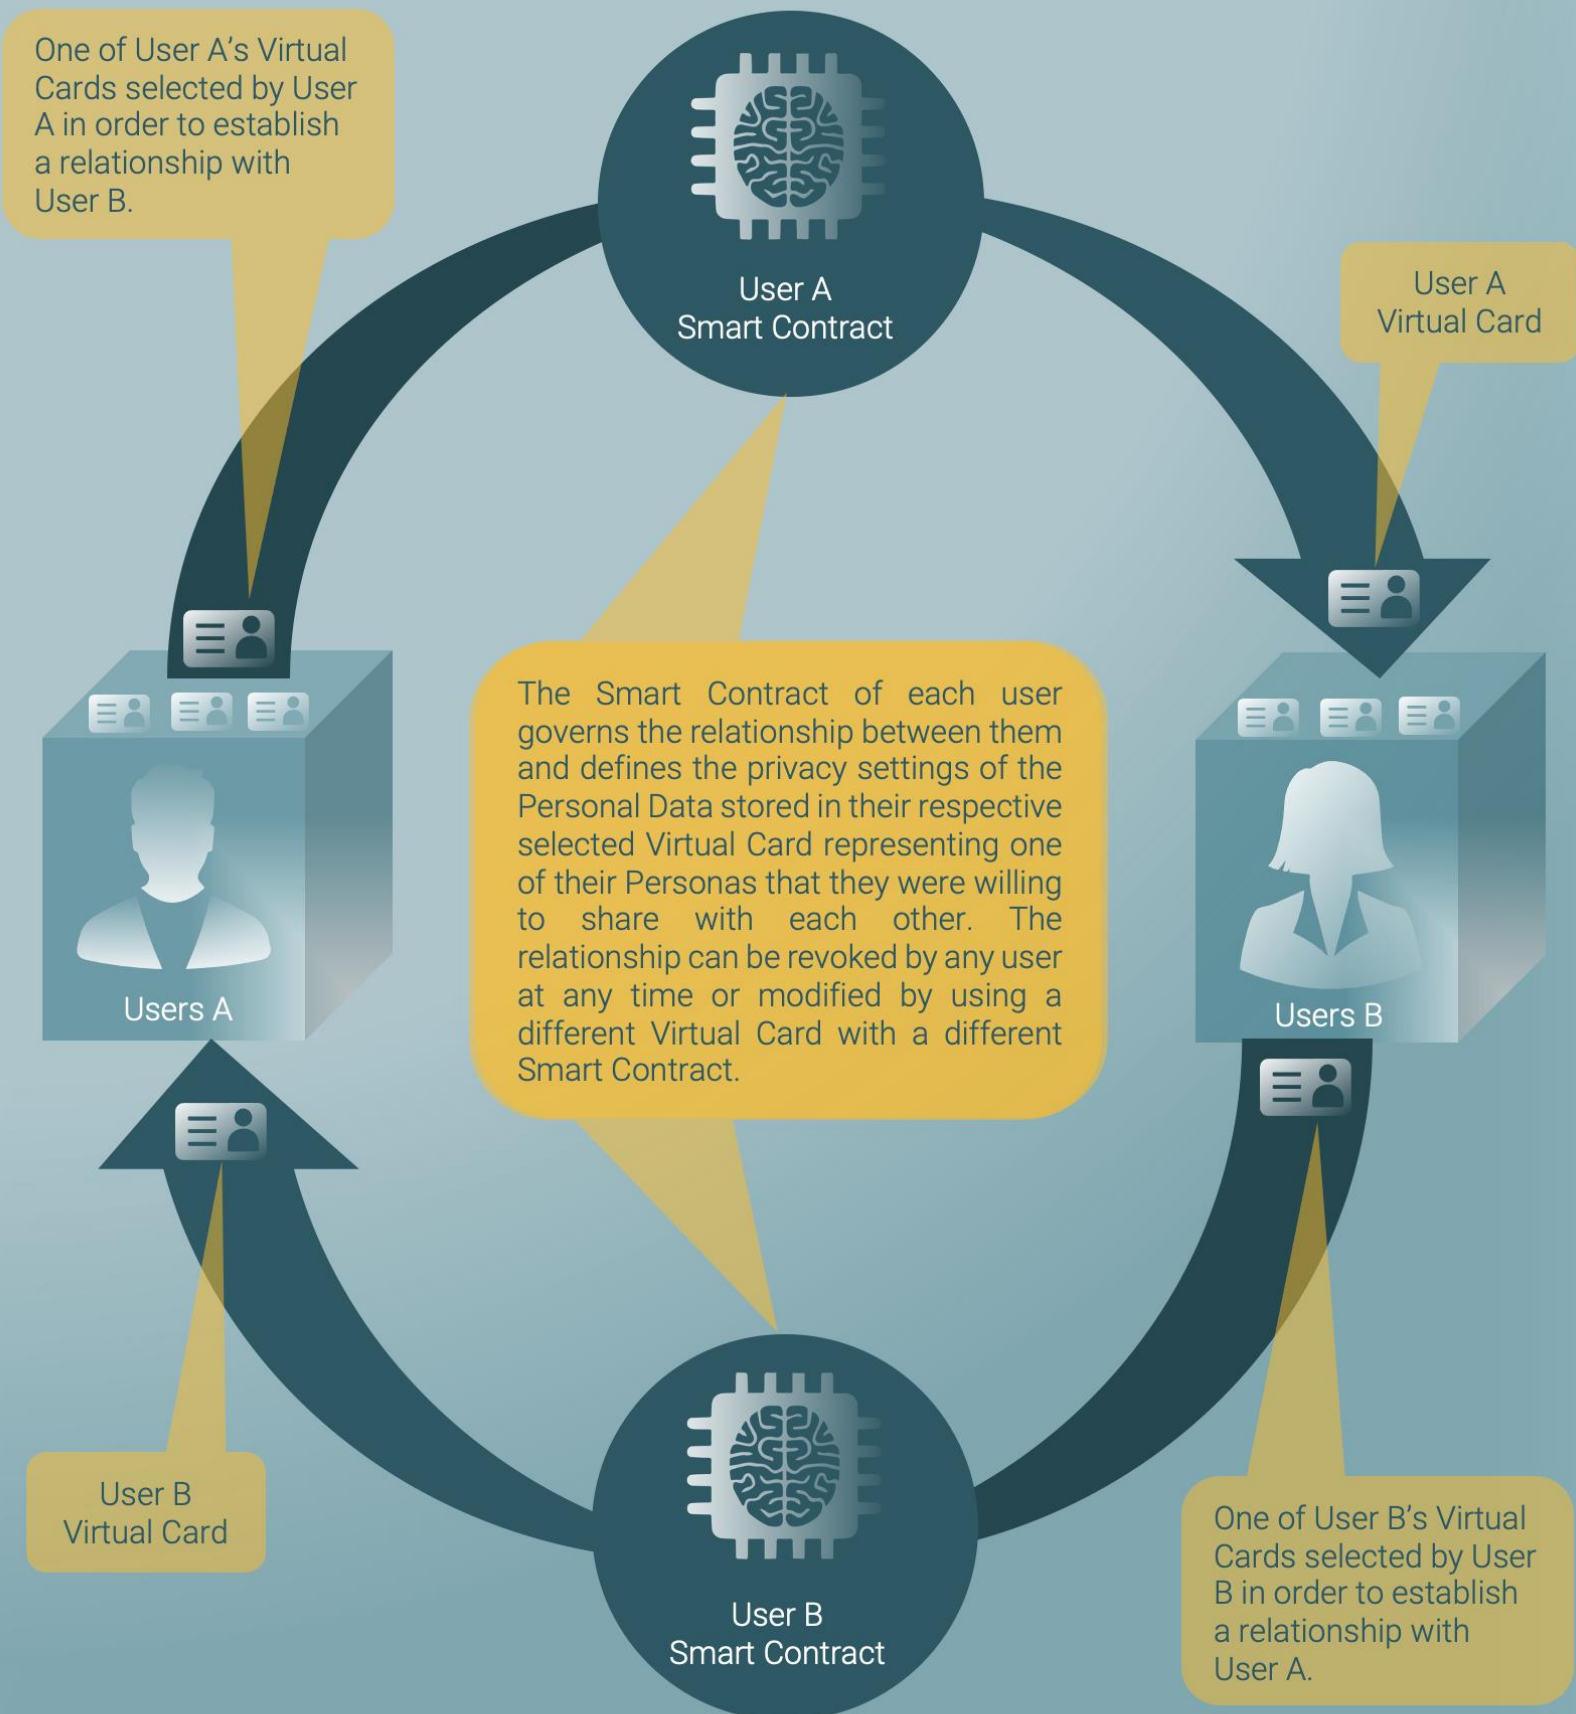 One of User A’s Virtual
Cards selected by User
A in order to establish
a relationship with
User B.
User A
Smart Contract
User A
Virtual Card
The Smart Contract of each user
governs the relationship between them
and defines the privacy settings of the
Personal Data stored in their respective
selected Virtual Card representing one
of their Personas that they were willing
to share with each other. The
relationship can be revoked by any user
at any time or modified by using a
different Virtual Card with a different
Smart Contract.
Users A
Users B
User B
Virtual Card
User B
Smart Contract
One of User B’s Virtual
Cards selected by User
B in order to establish
a relationship with
User A.